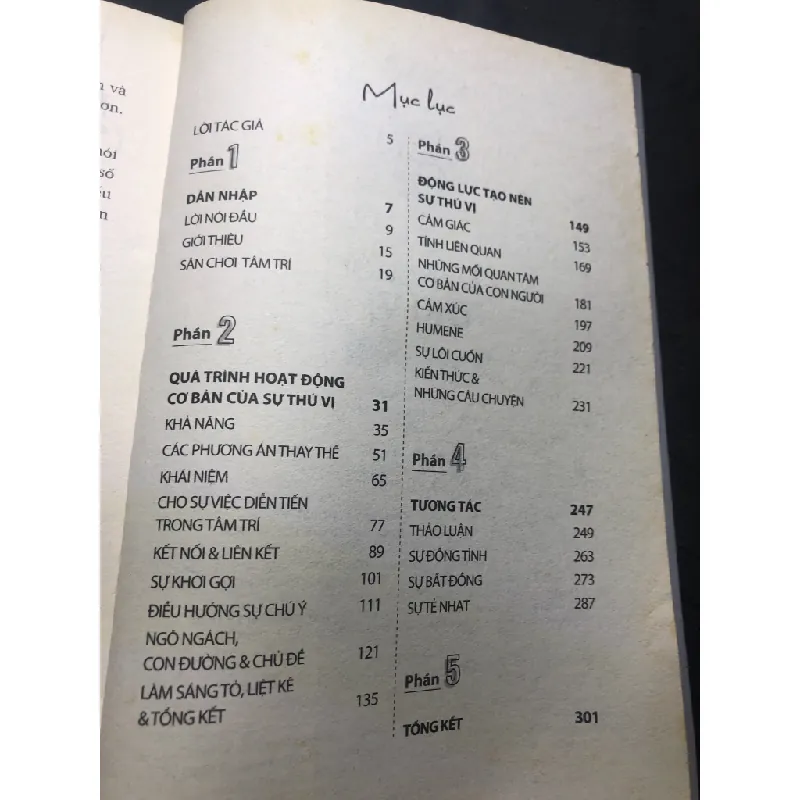 và
ơn.
nói
số
Mục lục
LỜI TÁC GIẢ 5
Phần 1
DẪN NHẬP 7
LỜI NÓI ĐẦU 9
GIỚI THIỆU 15
SÂN CHƠI TÂM TRÍ 19
Phần 2
QUÁ TRÌNH HOẠT ĐỘNG
CƠ BẢN CỦA SỰ THÚ VỊ 31
KHẢ NĂNG 35
CÁC PHƯƠNG ÁN THAY THẾ 51
KHÁI NIỆM 65
CHO SỰ VIỆC DIỄN TIẾN
TRONG TÂM TRÍ 77
KẾT NỐI & LIÊN KẾT 89
SỰ KHƠI GỢI 101
ĐIỀU HƯỚNG SỰ CHÚ Ý 111
NGÕ NGÁCH,
CON ĐƯỜNG & CHỦ ĐỀ 121
LÀM SÁNG TỎ, LIỆT KÊ
& TỔNG KẾT 135
Phần 3
ĐỘNG LỰC TẠO NÊN
SỰ THÚ VỊ 149
CẢM GIÁC 153
TÍNH LIÊN QUAN 169
NHỮNG MỐI QUAN TÂM
CƠ BẢN CỦA CON NGƯỜI 181
CẢM XÚC 197
HUMENE 209
SỰ LÔI CUỐN 221
KIẾN THỨC &
NHỮNG CÂU CHUYỆN 231
Phần 4
TƯƠNG TÁC 247
THẢO LUẬN 249
SỰ ĐỒNG TÌNH 263
SỰ BẤT ĐỒNG 273
SỰ TẺ NHẠT 287
Phần 5
TỔNG KẾT 301